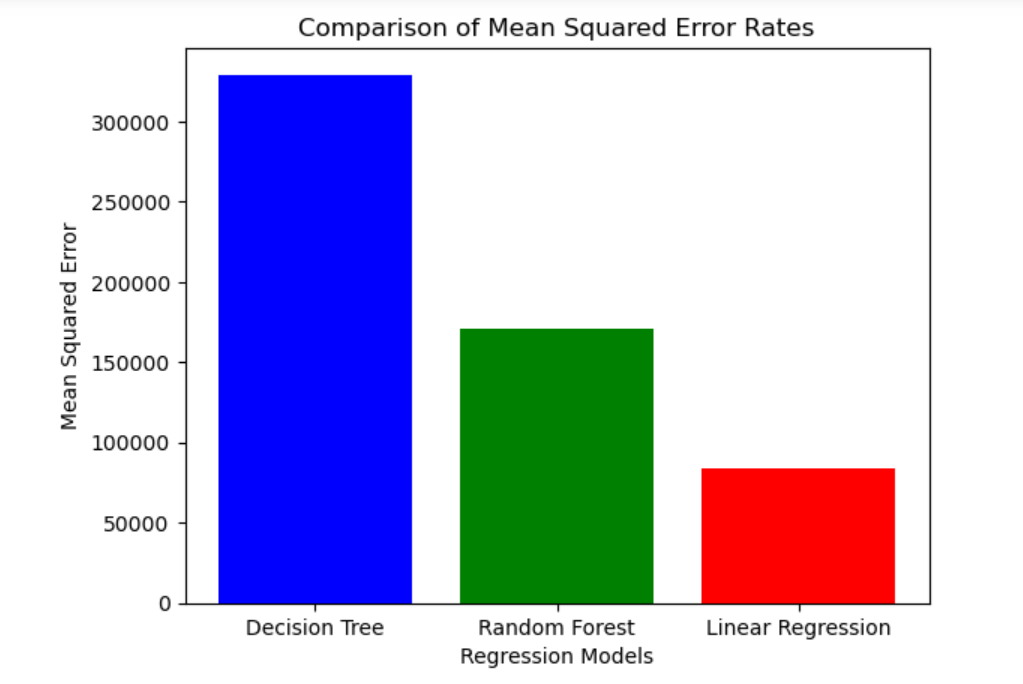 Comparison of Mean Squared Error Rates
Mean Squared Error
300000
250000
200000
150000
100000
50000
0
Decision Tree
Random Forest
Linear Regression
Regression Models